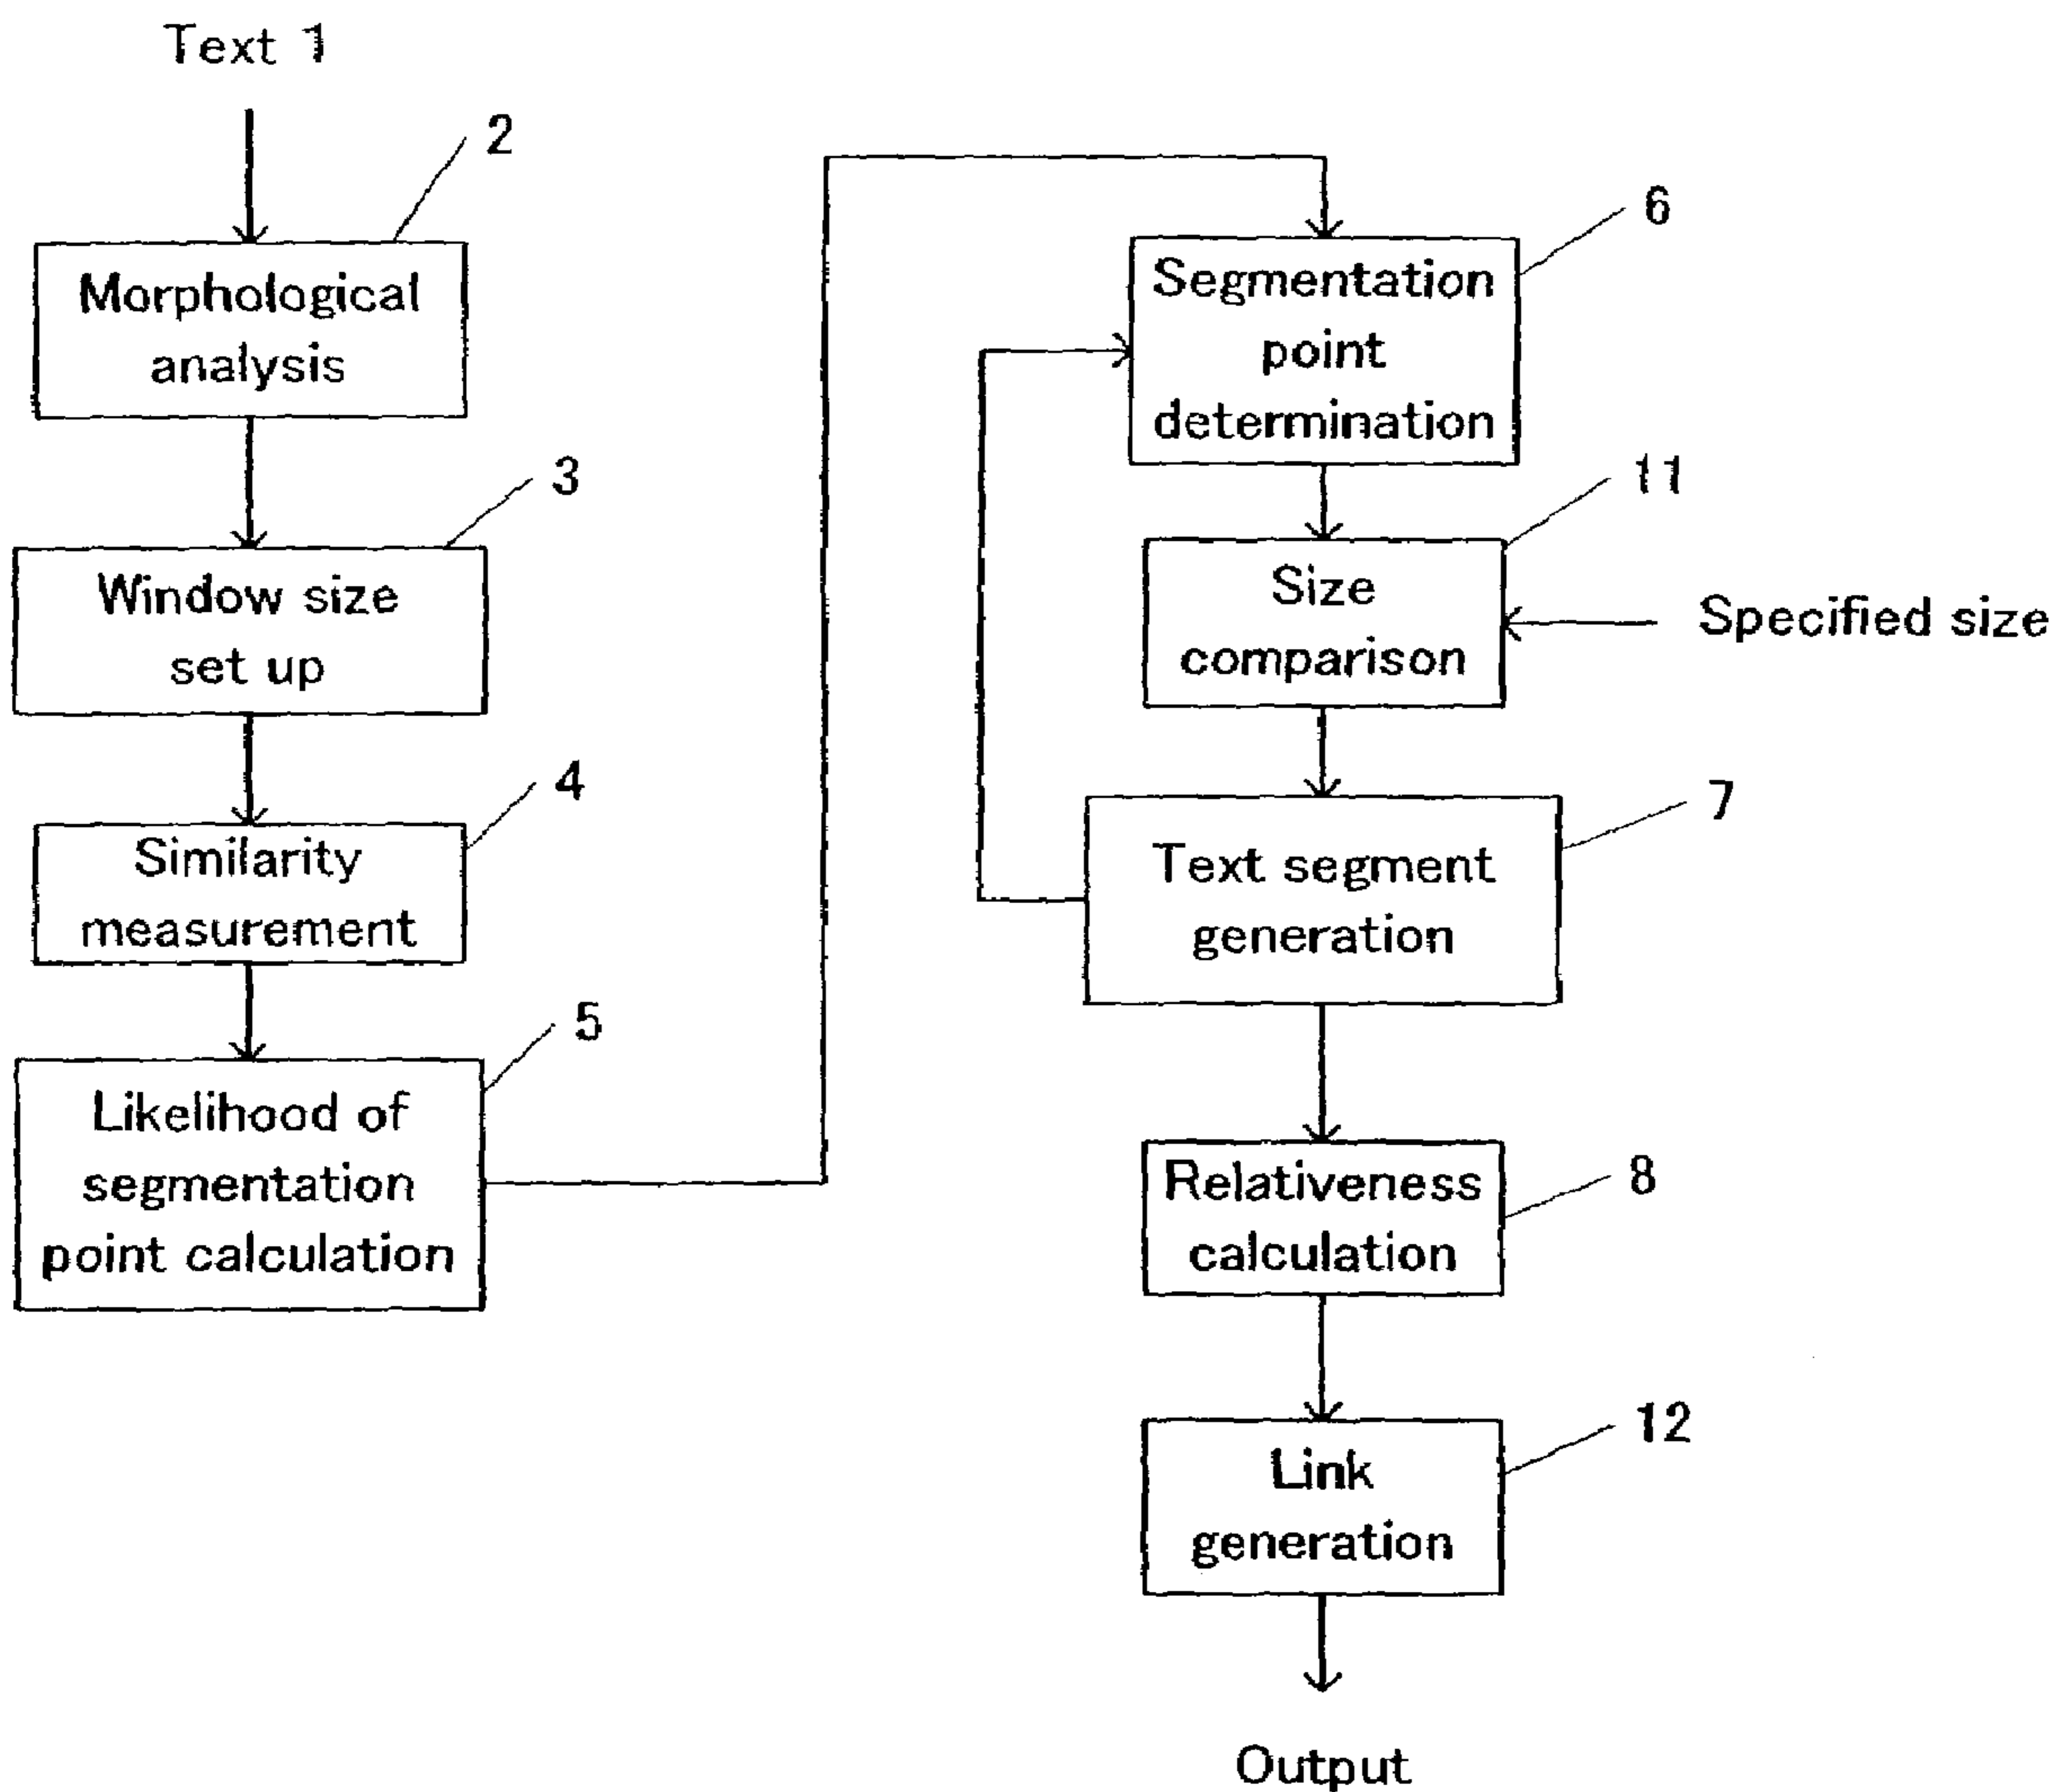 Text 1
2
Morphological
analysis
3
Window size
set up
4
Similarity
measurement
5
Likelihood of
segmentation
point calculation
6
Segmentation
point
determination
11
Size
comparison
Specified size
7
Text segment
generation
8
Relativeness
calculation
12
Link
generation
Output